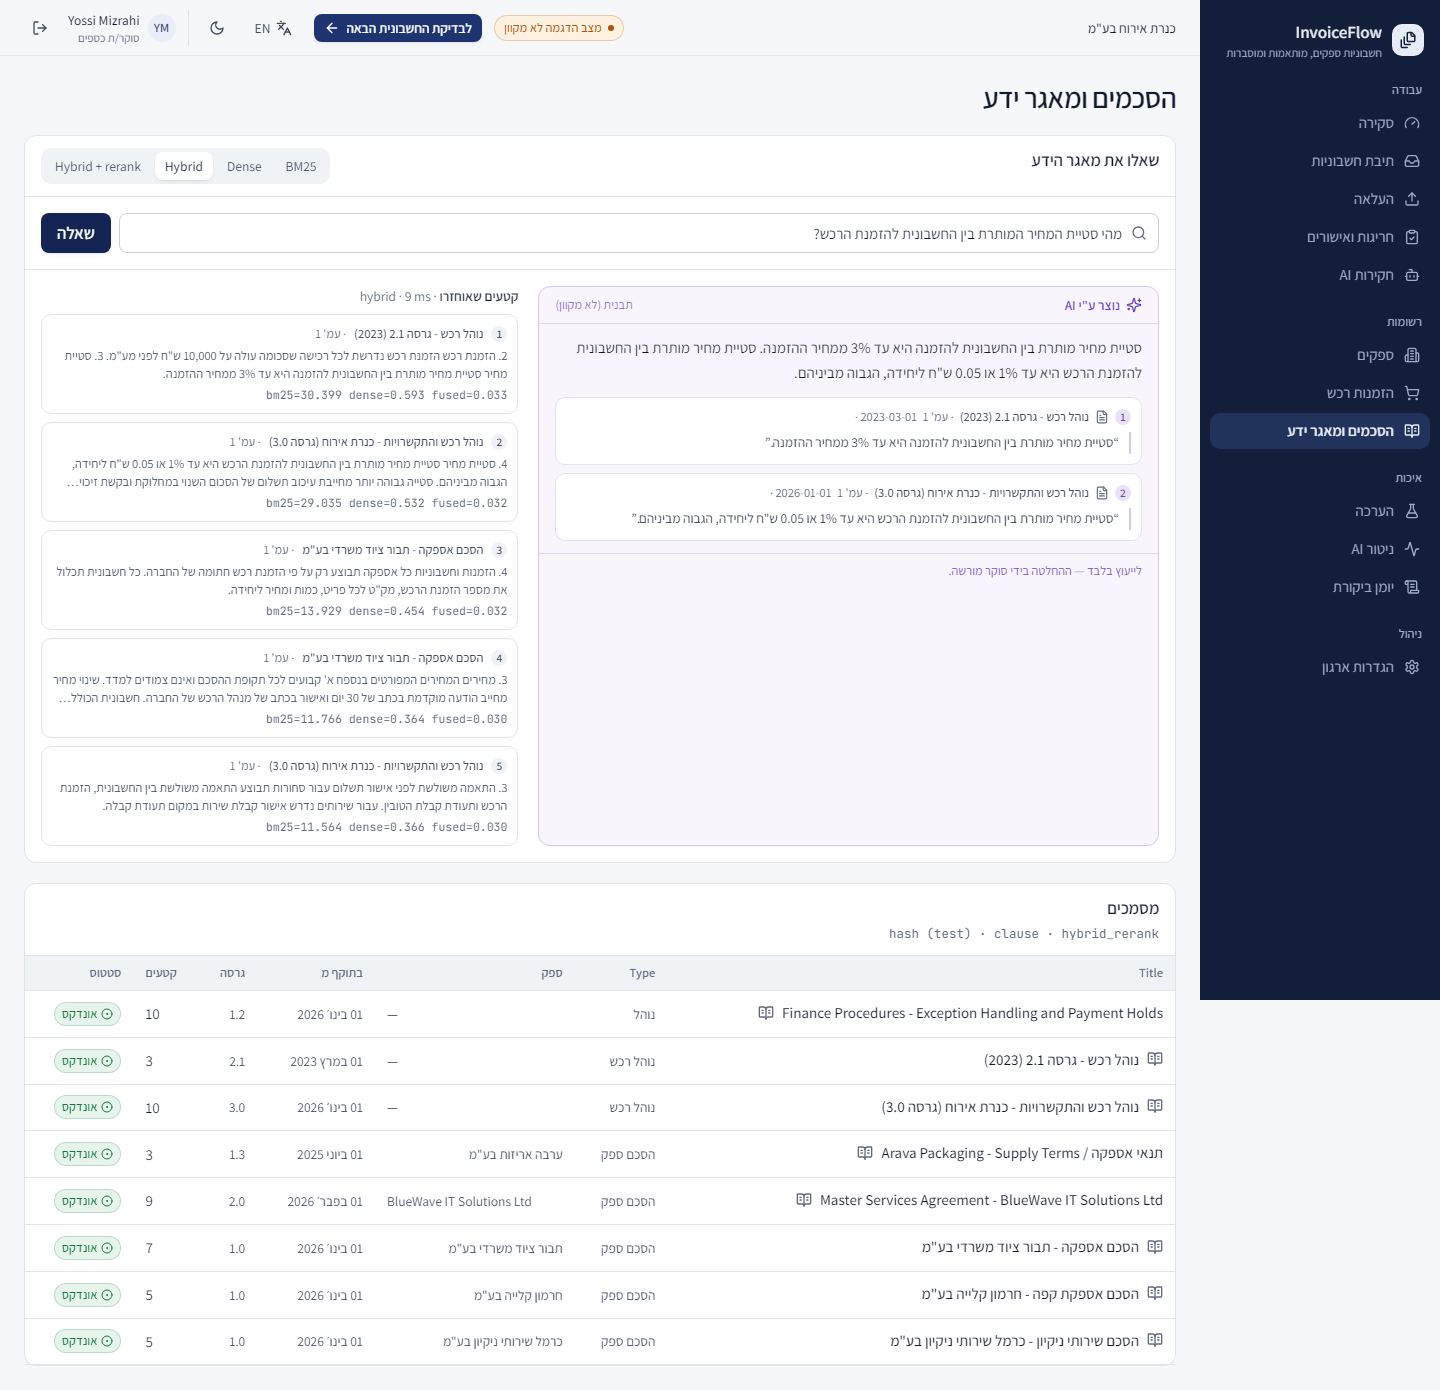 InvoiceFlow
חשבוניות ספקים, מותאמות ומוסברות
עבודה
סקירה
תיבת חשבוניות
העלאה
חריגות ואישורים
חקירות AI
רשומות
ספקים
הזמנות רכש
הסכמים ומאגר ידע
איכות
הערכה
ניטור AI
יומן ביקורת
ניהול
הגדרות ארגון
כנרת אירוח בע"מ
מצב הדגמה לא מקוון
לבדיקת החשבונית הבאה
EN
YM
Yossi Mizrahi
סוקר/ת כספים
הסכמים ומאגר ידע
שאלו את מאגר הידע
BM25
Dense
Hybrid
Hybrid + rerank
מהי סטיית המחיר המותרת בין החשבונית להזמנת הרכש?
שאלה
נוצר ע"י AI
תבנית (לא מקוון)
סטיית מחיר מותרת בין החשבונית להזמנה היא עד 3% ממחיר ההזמנה. סטיית מחיר מותרת בין החשבונית
להזמנת הרכש היא עד 1% או 0.05 ש"ח ליחידה, הגבוה מביניהם.
1 נוהל רכש - גרסה 2.1 (2023) · עמ' 1 · 2023-03-01
“סטיית מחיר מותרת בין החשבונית להזמנה היא עד 3% ממחיר ההזמנה.”
2 נוהל רכש והתקשרויות - כנרת אירוח (גרסה 3.0) · עמ' 1 · 2026-01-01
“סטיית מחיר מותרת בין החשבונית להזמנת הרכש היא עד 1% או 0.05 ש"ח ליחידה, הגבוה מביניהם.”
לייעוץ בלבד — ההחלטה בידי סוקר מורשה.
קטעים שאוחזרו · hybrid · 9 ms
1 נוהל רכש - גרסה 2.1 (2023) · עמ' 1
2. הזמנת רכש הזמנת רכש נדרשת לכל רכישה שסכומה עולה על 10,000 ש"ח לפני מע"מ. 3. סטיית
מחיר סטיית מחיר מותרת בין החשבונית להזמנה היא עד 3% ממחיר ההזמנה.
bm25=30.399 dense=0.593 fused=0.033
2 נוהל רכש והתקשרויות - כנרת אירוח (גרסה 3.0) · עמ' 1
4. סטיית מחיר סטיית מחיר מותרת בין החשבונית להזמנת הרכש היא עד 1% או 0.05 ש"ח ליחידה,
הגבוה מביניהם. סטייה גבוהה יותר מחייבת עיכוב תשלום של הסכום השנוי במחלוקת ובקשת זיכוי…
bm25=29.035 dense=0.532 fused=0.032
3 הסכם אספקה - תבור ציוד משרדי בע"מ · עמ' 1
4. הזמנות וחשבוניות כל אספקה תבוצע רק על פי הזמנת רכש חתומה של החברה. כל חשבונית תכלול
את מספר הזמנת הרכש, מק"ט לכל פריט, כמות ומחיר ליחידה.
bm25=13.929 dense=0.454 fused=0.032
4 הסכם אספקה - תבור ציוד משרדי בע"מ · עמ' 1
3. מחירים המחירים המפורטים בנספח א' קבועים לכל תקופת ההסכם ואינם צמודים למדד. שינוי מחיר
מחייב הודעה מוקדמת בכתב של 30 יום ואישור בכתב של מנהל הרכש של החברה. חשבונית הכוללת…
bm25=11.766 dense=0.364 fused=0.030
5 נוהל רכש והתקשרויות - כנרת אירוח (גרסה 3.0) · עמ' 1
3. התאמה משולשת לפני אישור תשלום עבור סחורות תבוצע התאמה משולשת בין החשבונית, הזמנת
הרכש ותעודת קבלת הטובין. עבור שירותים נדרש אישור קבלת שירות במקום תעודת קבלה.
bm25=11.564 dense=0.366 fused=0.030
מסמכים
hash (test) · clause · hybrid_rerank
Title Type ספק בתוקף מ גרסה קטעים סטטוס
Finance Procedures - Exception Handling and Payment Holds נוהל — 01 בינו׳ 2026 1.2 10 אונדקס
נוהל רכש - גרסה 2.1 (2023) נוהל רכש — 01 במרץ 2023 2.1 3 אונדקס
נוהל רכש והתקשרויות - כנרת אירוח (גרסה 3.0) נוהל רכש — 01 בינו׳ 2026 3.0 10 אונדקס
תנאי אספקה / Arava Packaging - Supply Terms הסכם ספק ערבה אריזות בע"מ 01 ביוני 2025 1.3 3 אונדקס
Master Services Agreement - BlueWave IT Solutions Ltd הסכם ספק BlueWave IT Solutions Ltd 01 בפבר׳ 2026 2.0 9 אונדקס
הסכם אספקה - תבור ציוד משרדי בע"מ הסכם ספק תבור ציוד משרדי בע"מ 01 בינו׳ 2026 1.0 7 אונדקס
הסכם אספקת קפה - חרמון קלייה בע"מ הסכם ספק חרמון קלייה בע"מ 01 בינו׳ 2026 1.0 5 אונדקס
הסכם שירותי ניקיון - כרמל שירותי ניקיון בע"מ הסכם ספק כרמל שירותי ניקיון בע"מ 01 בינו׳ 2026 1.0 5 אונדקס